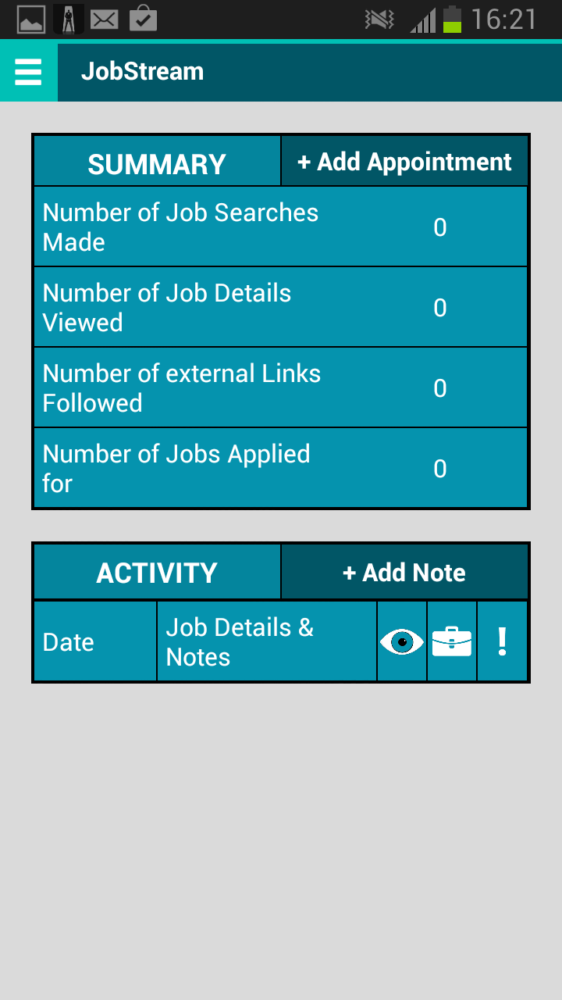 16:21
JobStream
SUMMARY
+ Add Appointment
Number of Job Searches
Made
0
Number of Job Details
Viewed
0
Number of external Links
Followed
0
Number of Jobs Applied
for
0
ACTIVITY
+ Add Note
Date
Job Details &
Notes
!